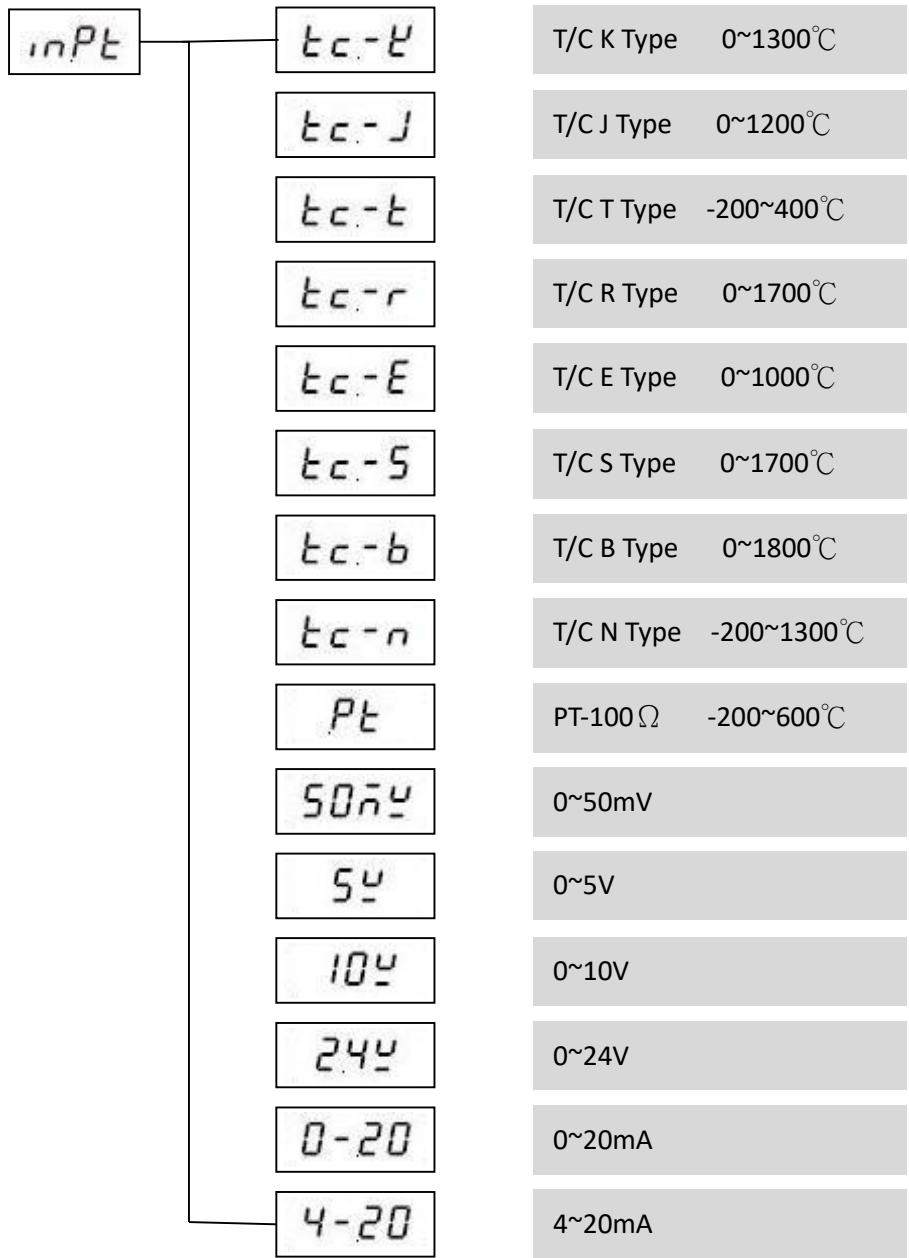 inPt
tc.-K T/C K Type 0~1300℃
tc.-J T/C J Type 0~1200℃
tc.-t T/C T Type -200~400℃
tc.-r T/C R Type 0~1700℃
tc.-E T/C E Type 0~1000℃
tc.-S T/C S Type 0~1700℃
tc.-b T/C B Type 0~1800℃
tc-n T/C N Type -200~1300℃
Pt PT-100Ω -200~600℃
50mV 0~50mV
5V 0~5V
10V 0~10V
24V 0~24V
0-20 0~20mA
4-20 4~20mA